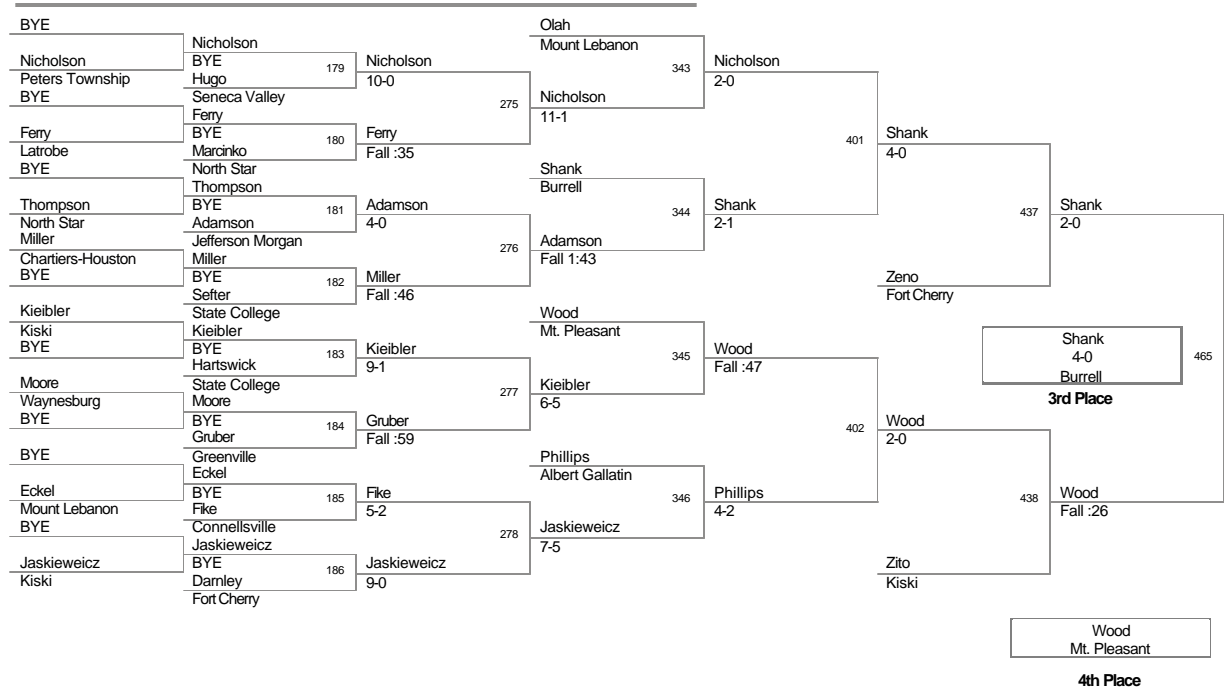 BYE
Nicholson
Peters Township
BYE
Ferry
Latrobe
BYE
Thompson
North Star
Miller
Chartiers-Houston
BYE
Kieibler
Kiski
BYE
Moore
Waynesburg
BYE
BYE
Eckel
Mount Lebanon
BYE
Jaskieweicz
Kiski
Nicholson
BYE
179
Hugo
Seneca Valley
Ferry
BYE
180
Marcinko
North Star
Thompson
BYE
181
Adamson
Jefferson Morgan
Miller
BYE
182
Sefter
State College
Kieibler
BYE
183
Hartswick
State College
Moore
BYE
184
Gruber
Greenville
Eckel
BYE
185
Fike
Connellsville
Jaskieweicz
BYE
186
Darnley
Fort Cherry
Nicholson
10-0
275
Ferry
Fall :35
Adamson
4-0
276
Miller
Fall :46
Kieibler
9-1
277
Gruber
Fall :59
Fike
5-2
278
Jaskieweicz
9-0
Olah
Mount Lebanon
343
Nicholson
11-1
Shank
Burrell
344
Adamson
Fall 1:43
Wood
Mt. Pleasant
345
Kieibler
6-5
Phillips
Albert Gallatin
346
Jaskieweicz
7-5
Nicholson
2-0
401
Shank
2-1
Wood
Fall :47
402
Phillips
4-2
Shank
4-0
437
Zeno
Fort Cherry
Wood
2-0
438
Zito
Kiski
Shank
2-0
465
Wood
Fall :26
Shank
4-0
Burrell
3rd Place
Wood
Mt. Pleasant
4th Place